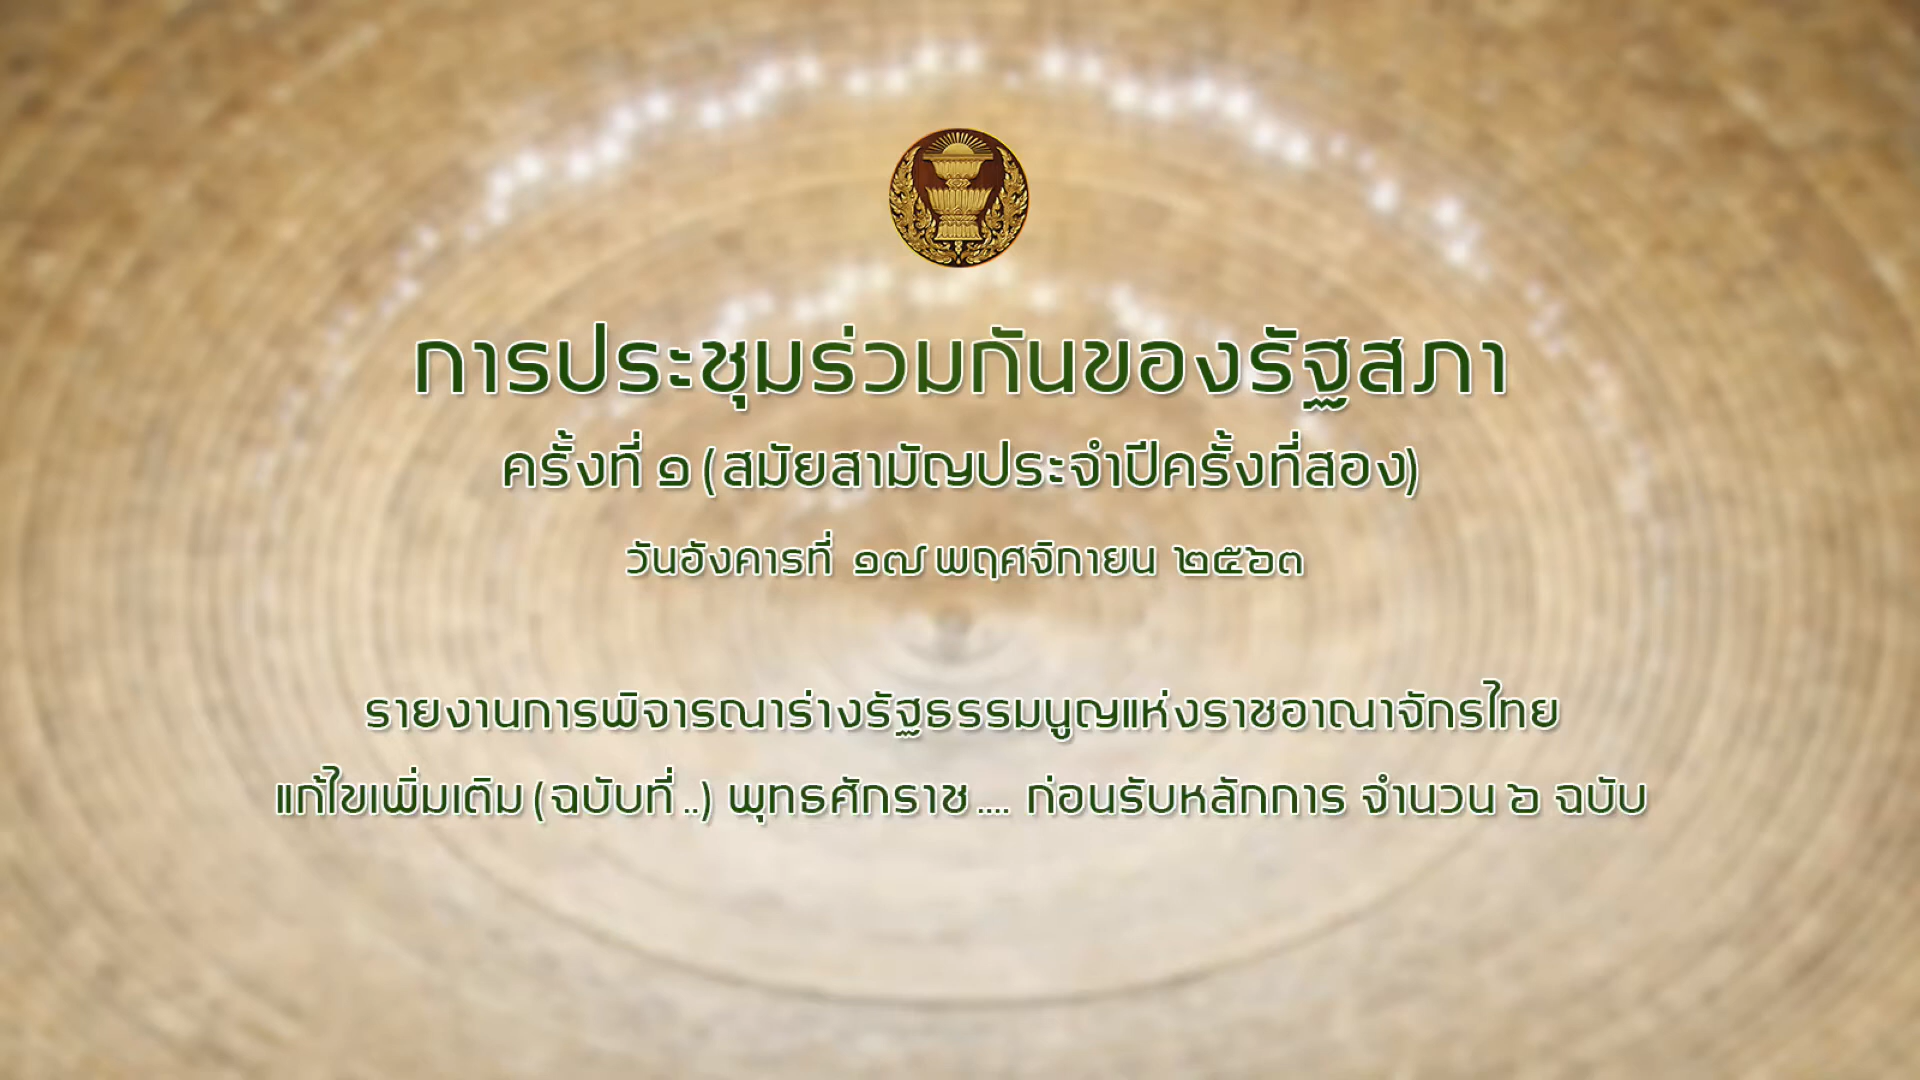 การประชุมร่วมกันของรัฐสภา
ครั้งที่ ๑ (สมัยสามัญประจำปีครั้งที่สอง)
วันอังคารที่ ๑๗ พฤศจิกายน ๒๕๖๓
รายงานการพิจารณาร่างรัฐธรรมนูญแห่งราชอาณาจักรไทย
แก้ไขเพิ่มเติม (ฉบับที่ ..) พุทธศักราช .... ก่อนรับหลักการ จำนวน ๖ ฉบับ